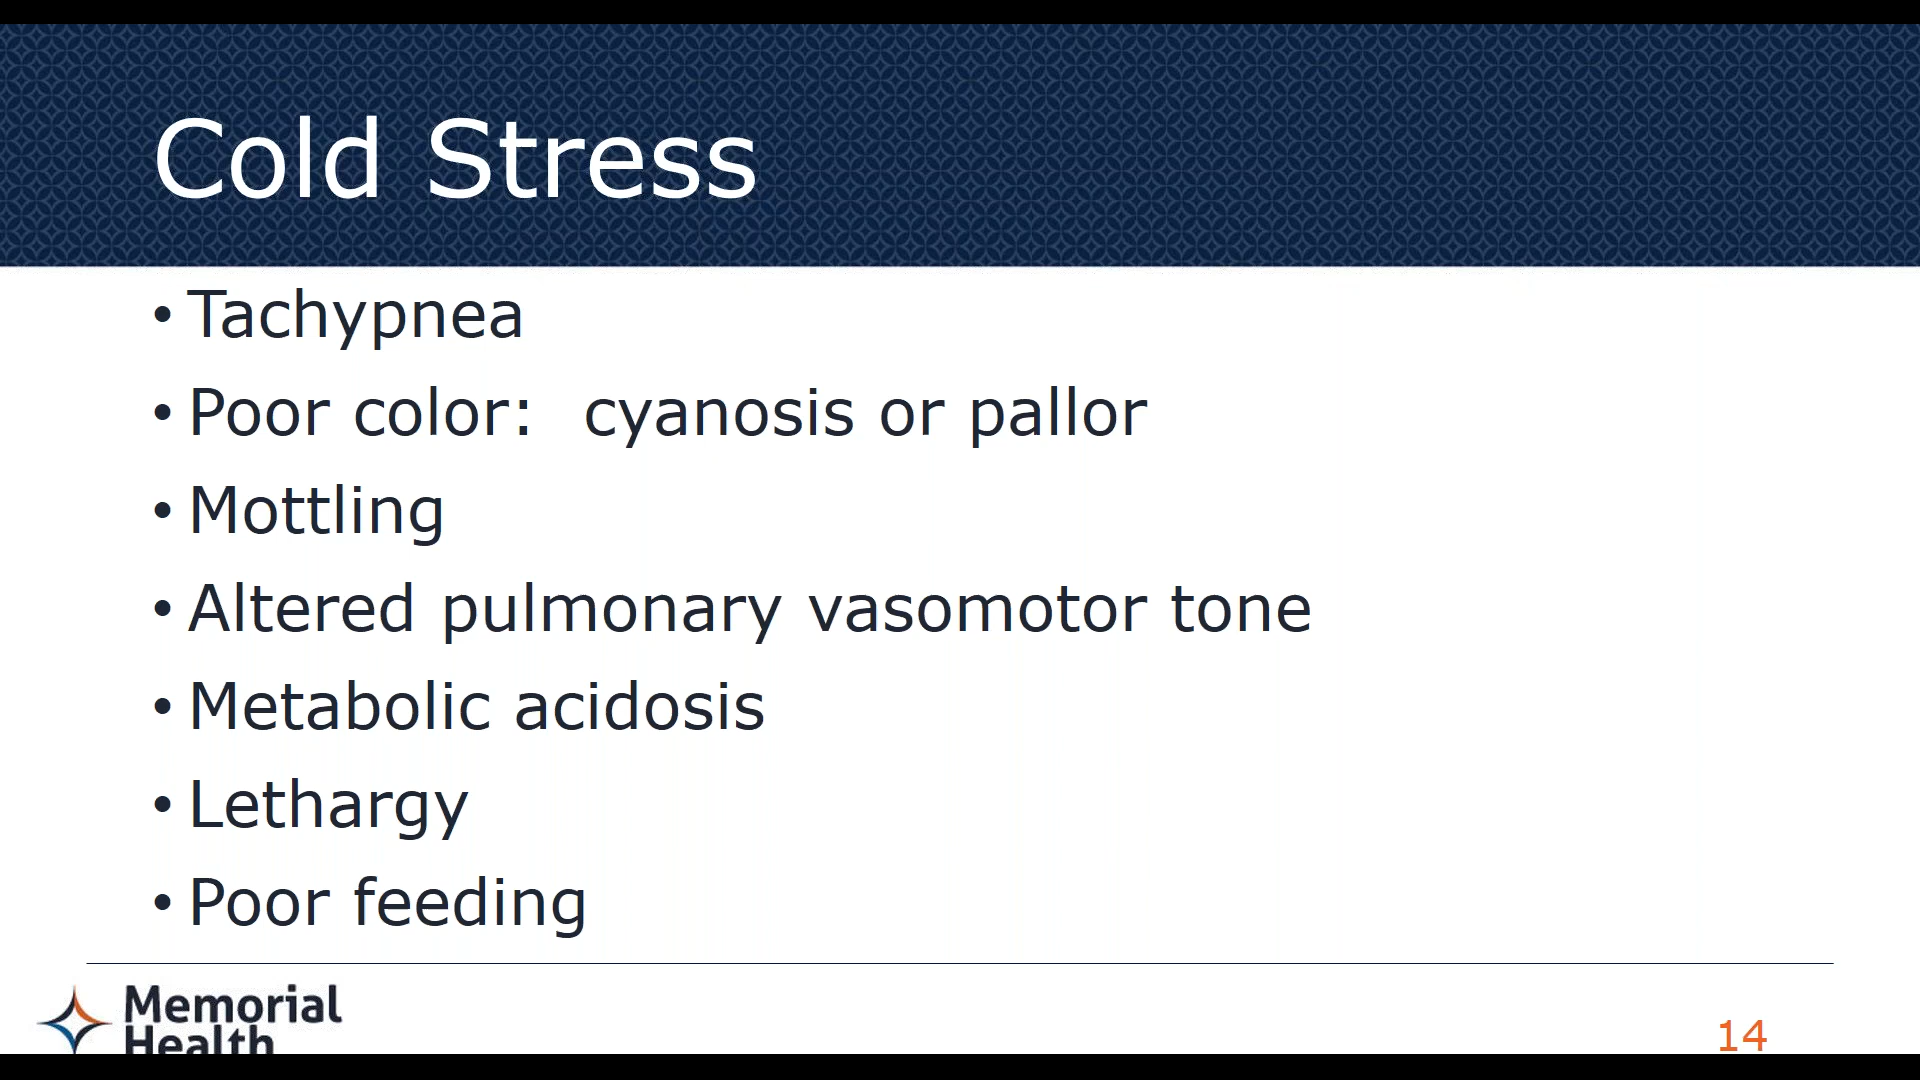 Cold Stress
• Tachypnea
• Poor color:  cyanosis or pallor
• Mottling
• Altered pulmonary vasomotor tone
• Metabolic acidosis
• Lethargy
• Poor feeding
Memorial
Health
14